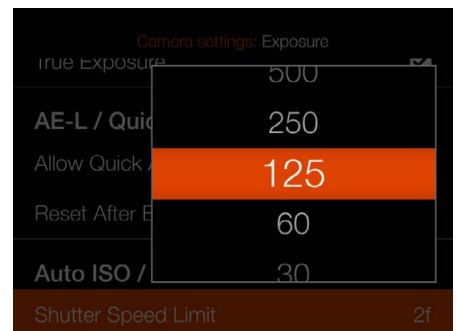 Camera settings: Exposure
True Exposure
500
AE-L / Quic
250
Allow Quick
125
Reset After E
60
Auto ISO /
30
Shutter Speed Limit 2f